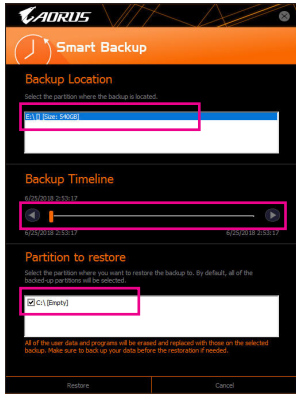 AORUS
Smart Backup
Backup Location
Select the partition where the backup is located.
E:\ [] [Size: 540GB]
Backup Timeline
6/25/2018 2:53:17
6/25/2018 2:53:17 6/25/2018 2:53:17
Partition to restore
Select the partition where you want to restore the backup to. By default, all of the
backed-up partitions will be selected.
C:\ [Empty]
All of the user data and programs will be erased and replaced with those on the selected
backup. Make sure to back up your data before the restoration if needed.
Restore Cancel